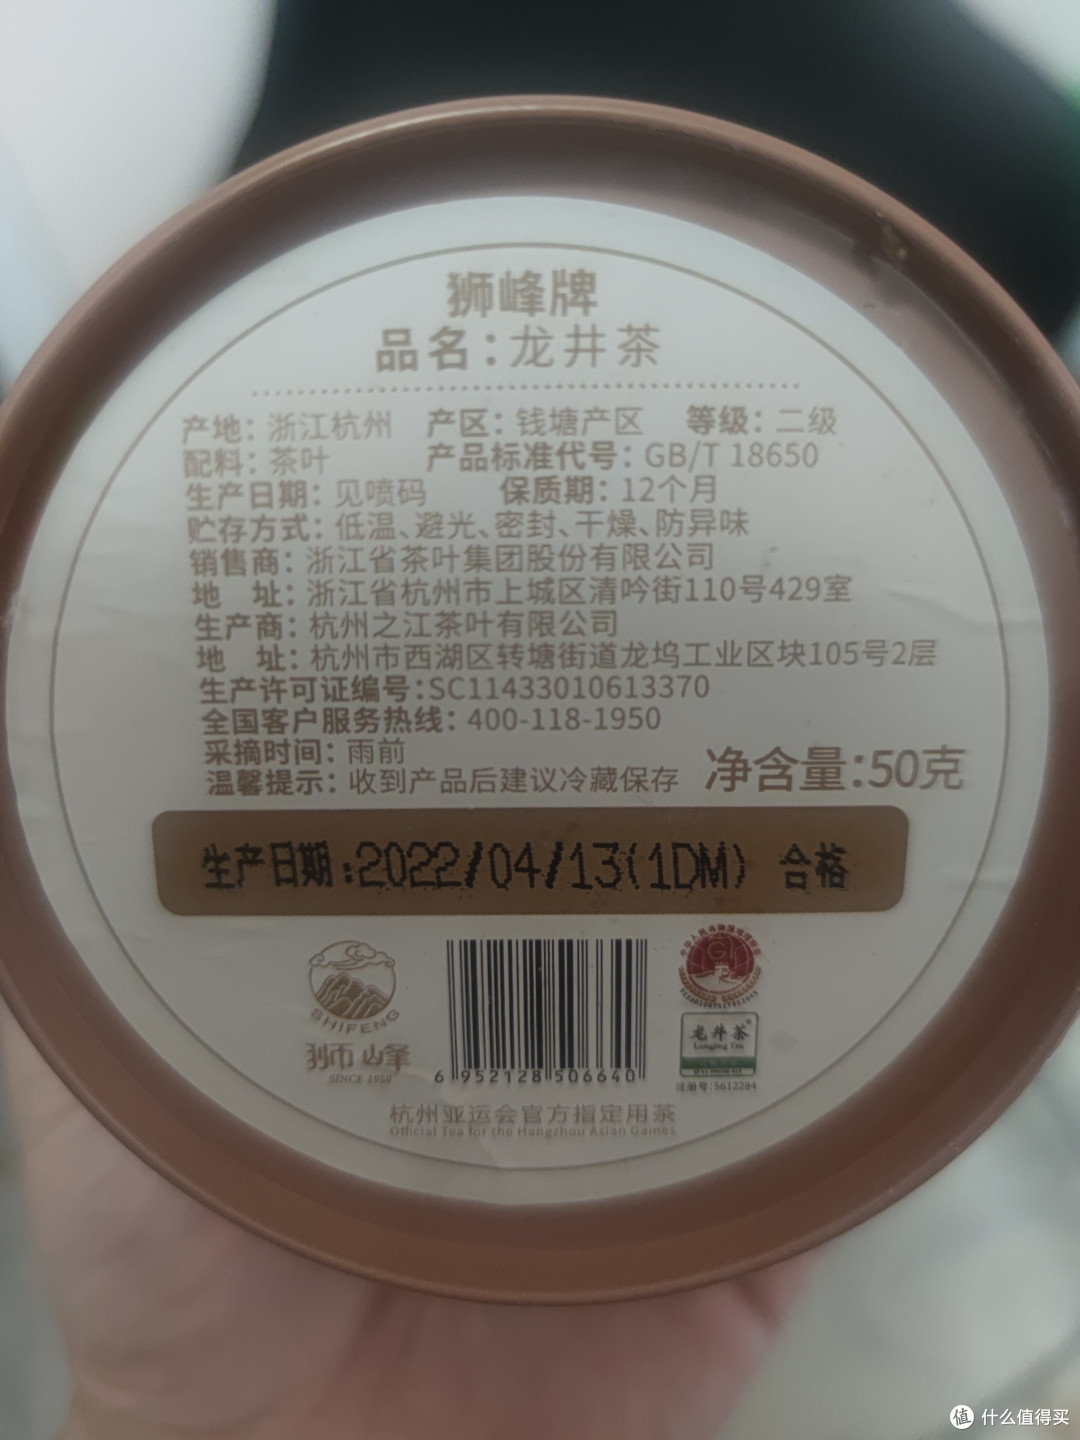 狮峰牌
品名：龙井茶
产地：浙江杭州 产区：钱塘产区 等级：二级
配料：茶叶 产品标准代号：GB/T 18650
生产日期：见喷码 保质期：12个月
贮存方式：低温、避光、密封、干燥、防异味
销售商：浙江省茶叶集团股份有限公司
地 址：浙江省杭州市上城区清吟街110号429室
生产商：杭州之江茶叶有限公司
地 址：杭州市西湖区转塘街道龙坞工业区块105号2层
生产许可证编号：SC11433010613370
全国客户服务热线：400-118-1950
采摘时间：雨前
温馨提示：收到产品后建议冷藏保存 净含量：50克
生产日期：2022/04/13(1DM) 合格
SHIFENG
狮峰
SINCE 1950
6 952128 506640
GI
龙井茶
Longjing Tea
注册号：5612284
杭州亚运会官方指定用茶
Official Tea for the Hangzhou Asian Games
值 什么值得买